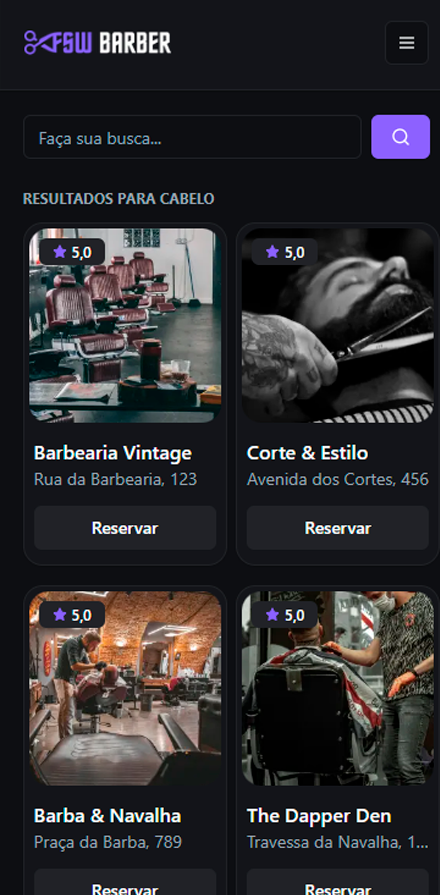 FSW BARBER
Faça sua busca...
RESULTADOS PARA CABELO
5,0
5,0
Barbearia Vintage
Corte & Estilo
Rua da Barbearia, 123
Avenida dos Cortes, 456
Reservar
Reservar
5,0
5,0
Barba & Navalha
The Dapper Den
Praça da Barba, 789
Travessa da Navalha, 1...
Reservar
Reservar